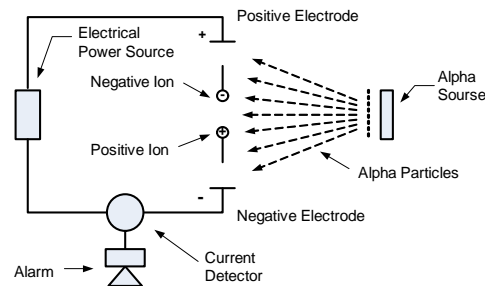 Positive Electrode
Electrical
Power Source
+
Negative Ion
-
Alpha
Sourse
+
Positive Ion
Alpha Particles
-
Negative Electrode
Current
Detector
Alarm